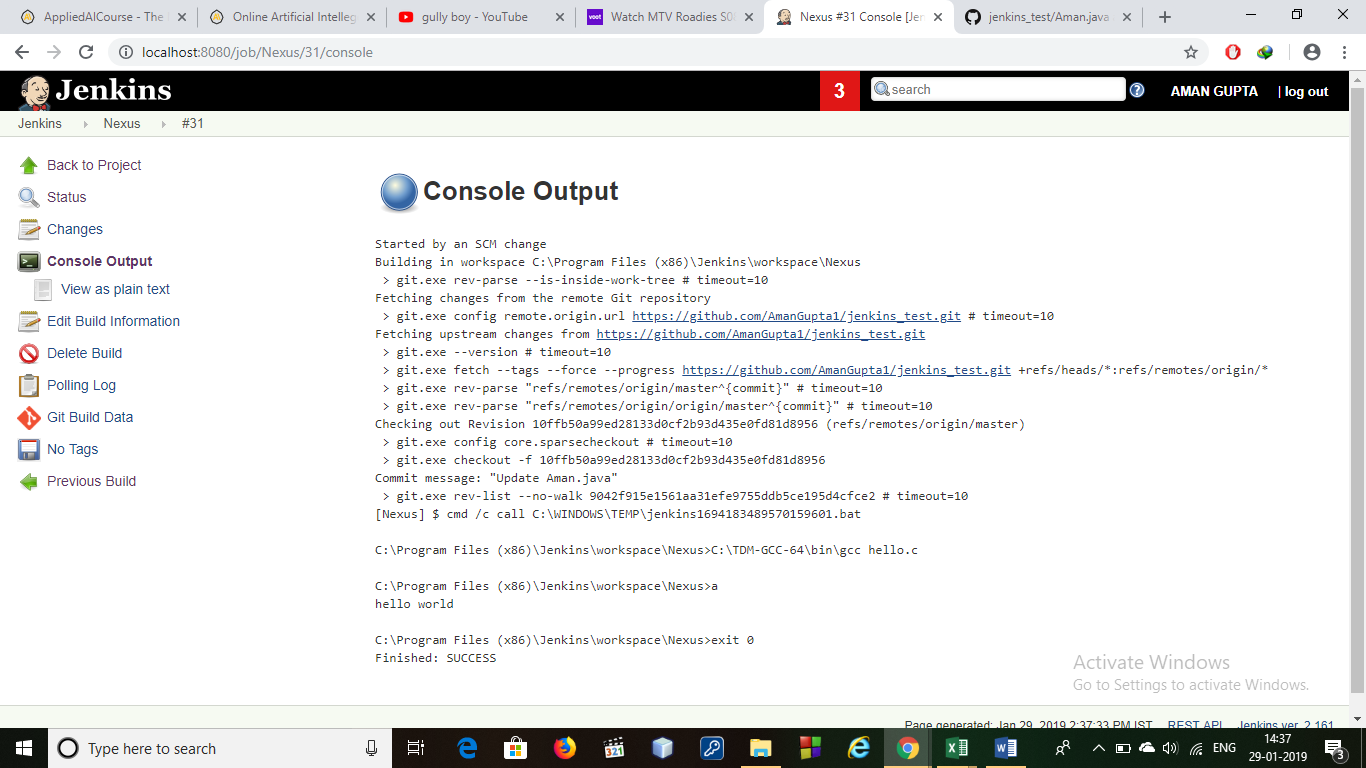 AppliedAICourse - The
Online Artificial Intelleg
gully boy - YouTube
voot Watch MTV Roadies S0
Nexus #31 Console [Jen
jenkins_test/Aman.java
localhost:8080/job/Nexus/31/console
Jenkins
3
search
AMAN GUPTA
| log out
Jenkins
Nexus
#31
Back to Project
Status
Changes
Console Output
View as plain text
Edit Build Information
Delete Build
Polling Log
Git Build Data
No Tags
Previous Build
Console Output
Started by an SCM change
Building in workspace C:\Program Files (x86)\Jenkins\workspace\Nexus
> git.exe rev-parse --is-inside-work-tree # timeout=10
Fetching changes from the remote Git repository
> git.exe config remote.origin.url https://github.com/AmanGupta1/jenkins_test.git # timeout=10
Fetching upstream changes from https://github.com/AmanGupta1/jenkins_test.git
> git.exe --version # timeout=10
> git.exe fetch --tags --force --progress https://github.com/AmanGupta1/jenkins_test.git +refs/heads/*:refs/remotes/origin/*
> git.exe rev-parse "refs/remotes/origin/master^{commit}" # timeout=10
> git.exe rev-parse "refs/remotes/origin/origin/master^{commit}" # timeout=10
Checking out Revision 10ffb50a99ed28133d0cf2b93d435e0fd81d8956 (refs/remotes/origin/master)
> git.exe config core.sparsecheckout # timeout=10
> git.exe checkout -f 10ffb50a99ed28133d0cf2b93d435e0fd81d8956
Commit message: "Update Aman.java"
> git.exe rev-list --no-walk 9042f915e1561aa31efe9755ddb5ce195d4cfce2 # timeout=10
[Nexus] $ cmd /c call C:\WINDOWS\TEMP\jenkins1694183489570159601.bat
C:\Program Files (x86)\Jenkins\workspace\Nexus>C:\TDM-GCC-64\bin\gcc hello.c
C:\Program Files (x86)\Jenkins\workspace\Nexus>a
hello world
C:\Program Files (x86)\Jenkins\workspace\Nexus>exit 0
Finished: SUCCESS
Activate Windows
Go to Settings to activate Windows.
Page generated: Jan 29, 2019 2:37:33 PM IST REST API Jenkins ver. 2.161
Type here to search
321
ENG
14:37
29-01-2019
3